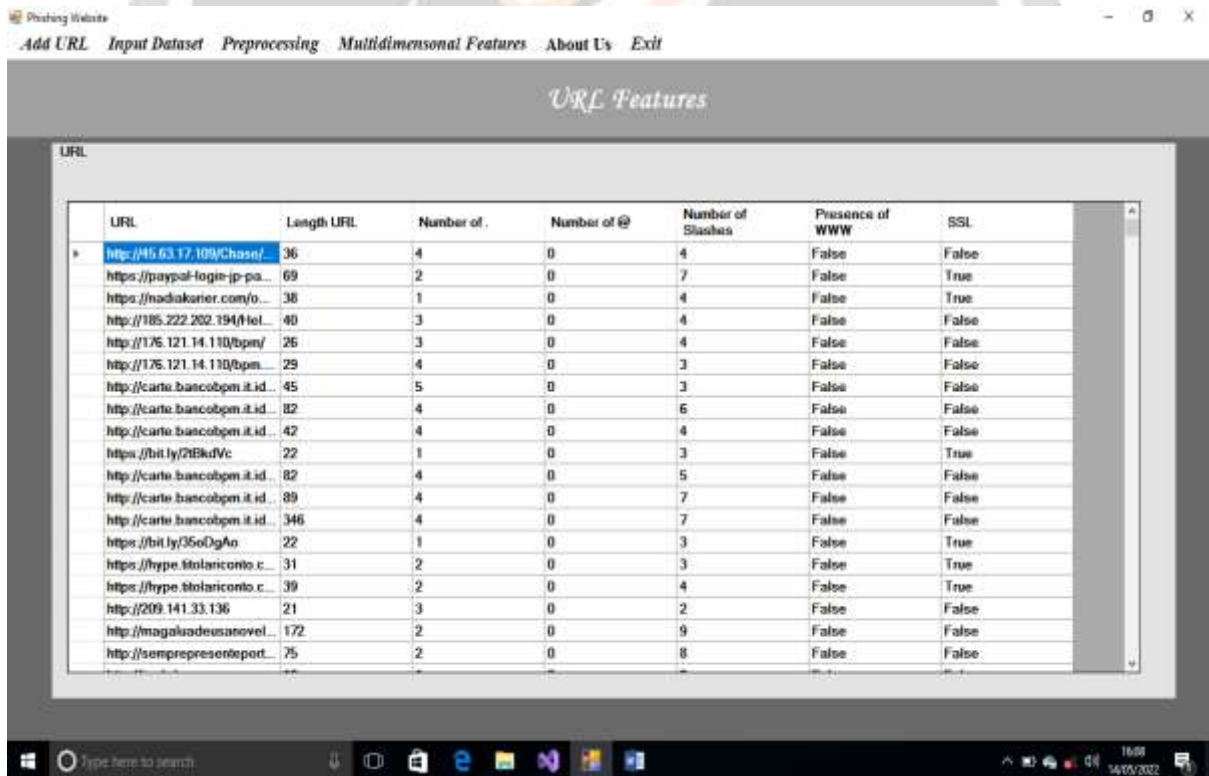 Phishing Website
Add URL Input Dataset Preprocessing Multidimensonal Features About Us Exit
URL Features
URL
URL Length URL Number of . Number of @ Number of Slashes Presence of WWW SSL
http://45.63.17.109/Chase/... 36 4 0 4 False False
https://paypal-login-jp-pa... 69 2 0 7 False True
https://nadiakurier.com/o... 38 1 0 4 False True
http://185.222.202.194/Hel... 40 3 0 4 False False
http://176.121.14.110/bpm/ 26 3 0 4 False False
http://176.121.14.110/bpm.... 29 4 0 3 False False
http://carte.bancobpm.it.id... 45 5 0 3 False False
http://carte.bancobpm.it.id... 82 4 0 6 False False
http://carte.bancobpm.it.id... 42 4 0 4 False False
https://bit.ly/2tBkdVc 22 1 0 3 False True
http://carte.bancobpm.it.id... 82 4 0 5 False False
http://carte.bancobpm.it.id... 89 4 0 7 False False
http://carte.bancobpm.it.id... 346 4 0 7 False False
https://bit.ly/35oDgAo 22 1 0 3 False True
https://hype.titolariconto.c... 31 2 0 3 False True
https://hype.titolariconto.c... 39 2 0 4 False True
http://209.141.33.136 21 3 0 2 False False
http://magaluadeusanovel... 172 2 0 9 False False
http://semprepresenteport... 75 2 0 8 False False
Type here to search
16:08
14/05/2022